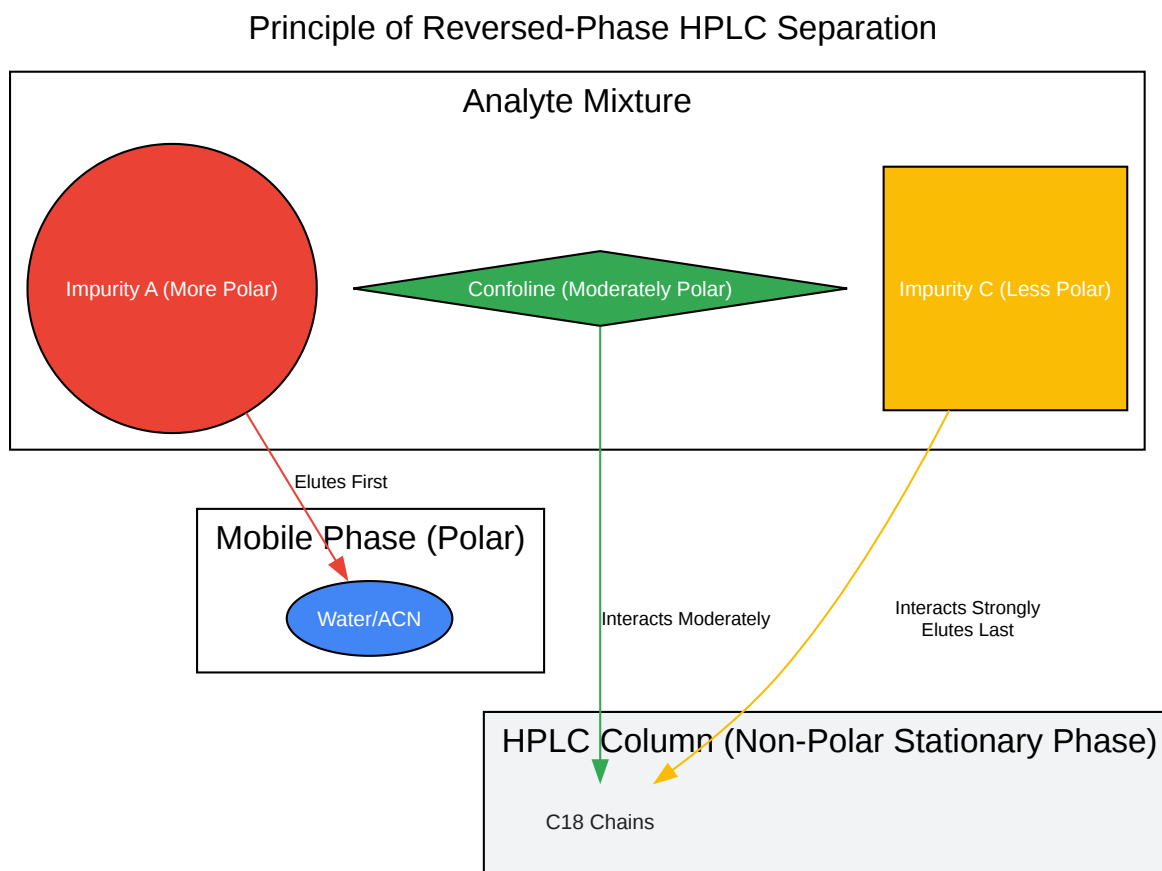 Principle of Reversed-Phase HPLC Separation
Analyte Mixture
Impurity A (More Polar)
Confoline (Moderately Polar)
Impurity C (Less Polar)
Elutes First
Mobile Phase (Polar)
Water/ACN
Interacts Moderately
Interacts Strongly
Elutes Last
HPLC Column (Non-Polar Stationary Phase)
C18 Chains